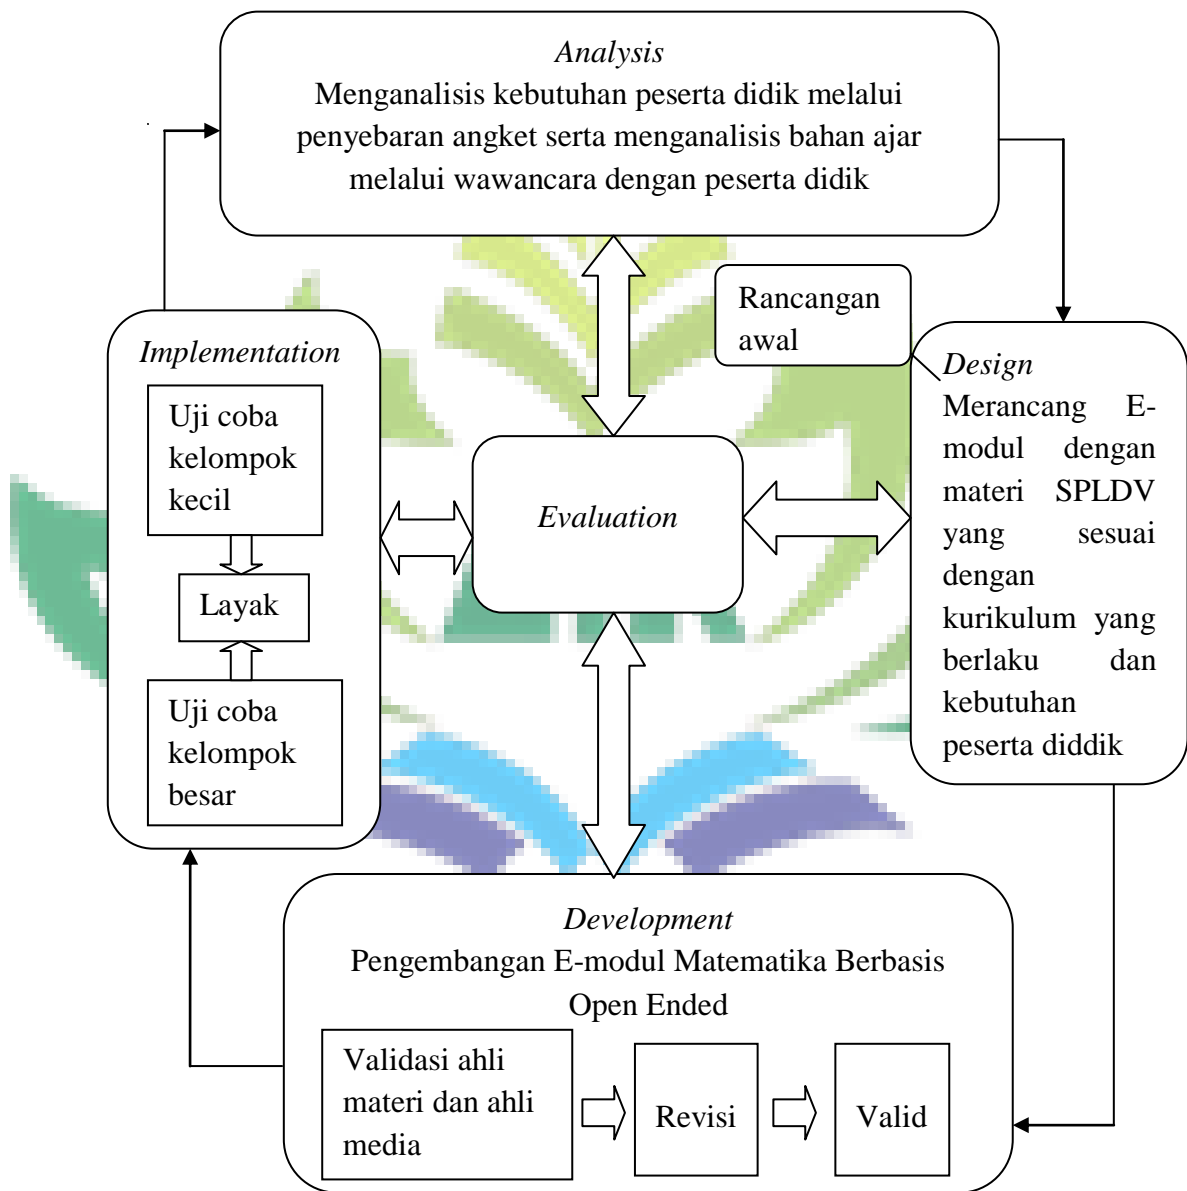 Analysis
Menganalisis kebutuhan peserta didik melalui
penyebaran angket serta menganalisis bahan ajar
melalui wawancara dengan peserta didik
Rancangan
awal
Design
Merancang E-
modul dengan
materi SPLDV
yang sesuai
dengan
kurikulum yang
berlaku dan
kebutuhan
peserta diddik
Implementation
Uji coba
kelompok
kecil
Layak
Uji coba
kelompok
besar
Evaluation
Development
Pengembangan E-modul Matematika Berbasis
Open Ended
Validasi ahli
materi dan ahli
media
Revisi
Valid